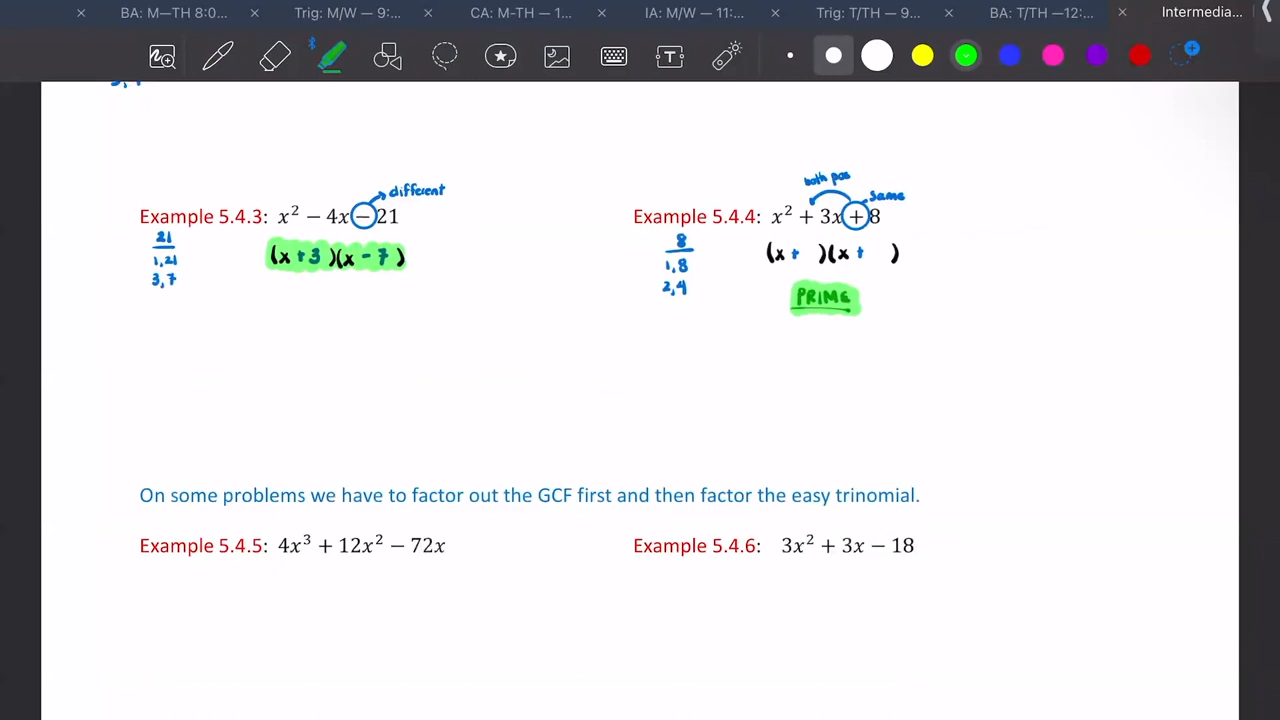 BA: M—TH 8:0...
Trig: M/W — 9:...
CA: M-TH — 1...
IA: M/W — 11:...
Trig: T/TH — 9...
BA: T/TH —12:...
Intermedia...
different
Example 5.4.3: x² − 4x − 21
21
1,21
3,7
(x + 3)(x − 7)
both pos
same
Example 5.4.4: x² + 3x + 8
8
1,8
2,4
(x +  )(x +  )
PRIME
On some problems we have to factor out the GCF first and then factor the easy trinomial.
Example 5.4.5: 4x³ + 12x² − 72x
Example 5.4.6: 3x² + 3x − 18